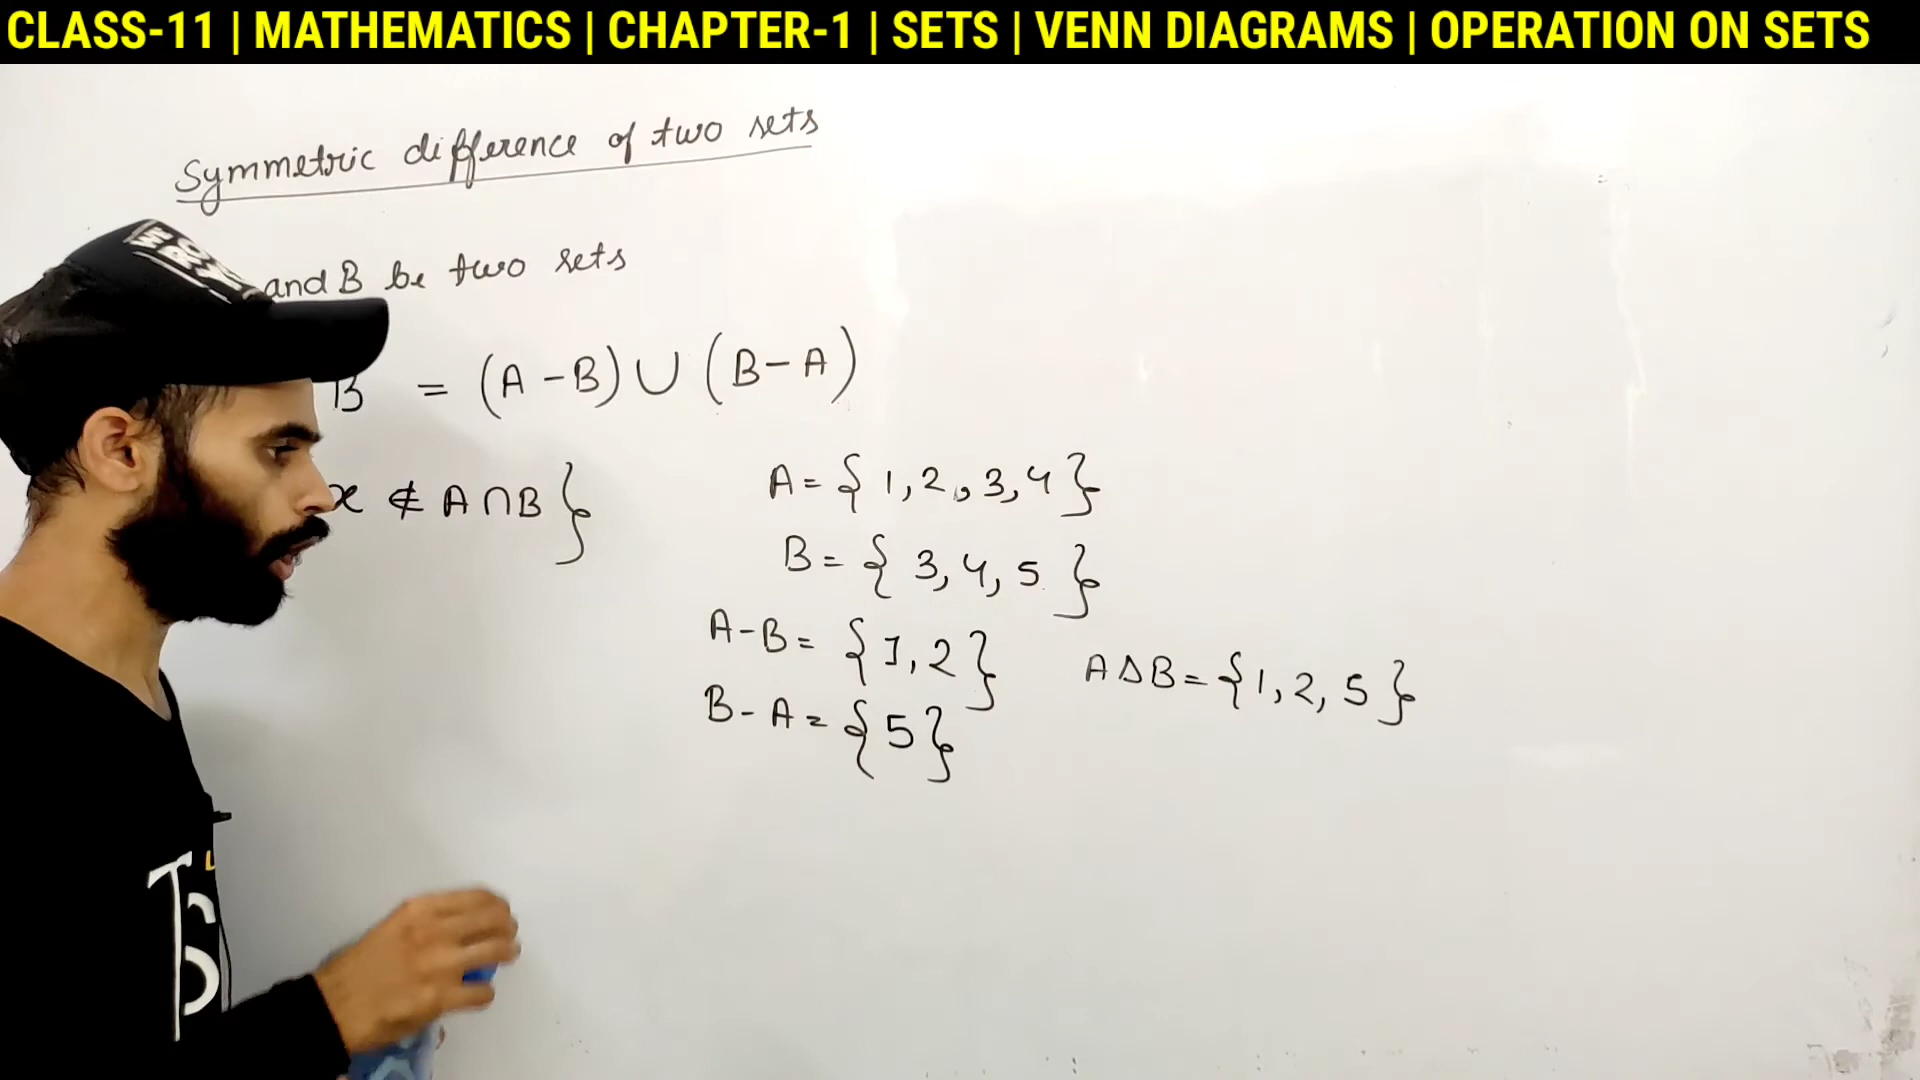 CLASS-11 | MATHEMATICS | CHAPTER-1 | SETS | VENN DIAGRAMS | OPERATION ON SETS
Symmetric difference of two sets
and B be two sets
B = (A-B) ∪ (B-A)
x ∉ A∩B }
A = { 1, 2, 3, 4 }
B = { 3, 4, 5 }
A-B = { 1, 2 }
B-A = { 5 }
A Δ B = { 1, 2, 5 }